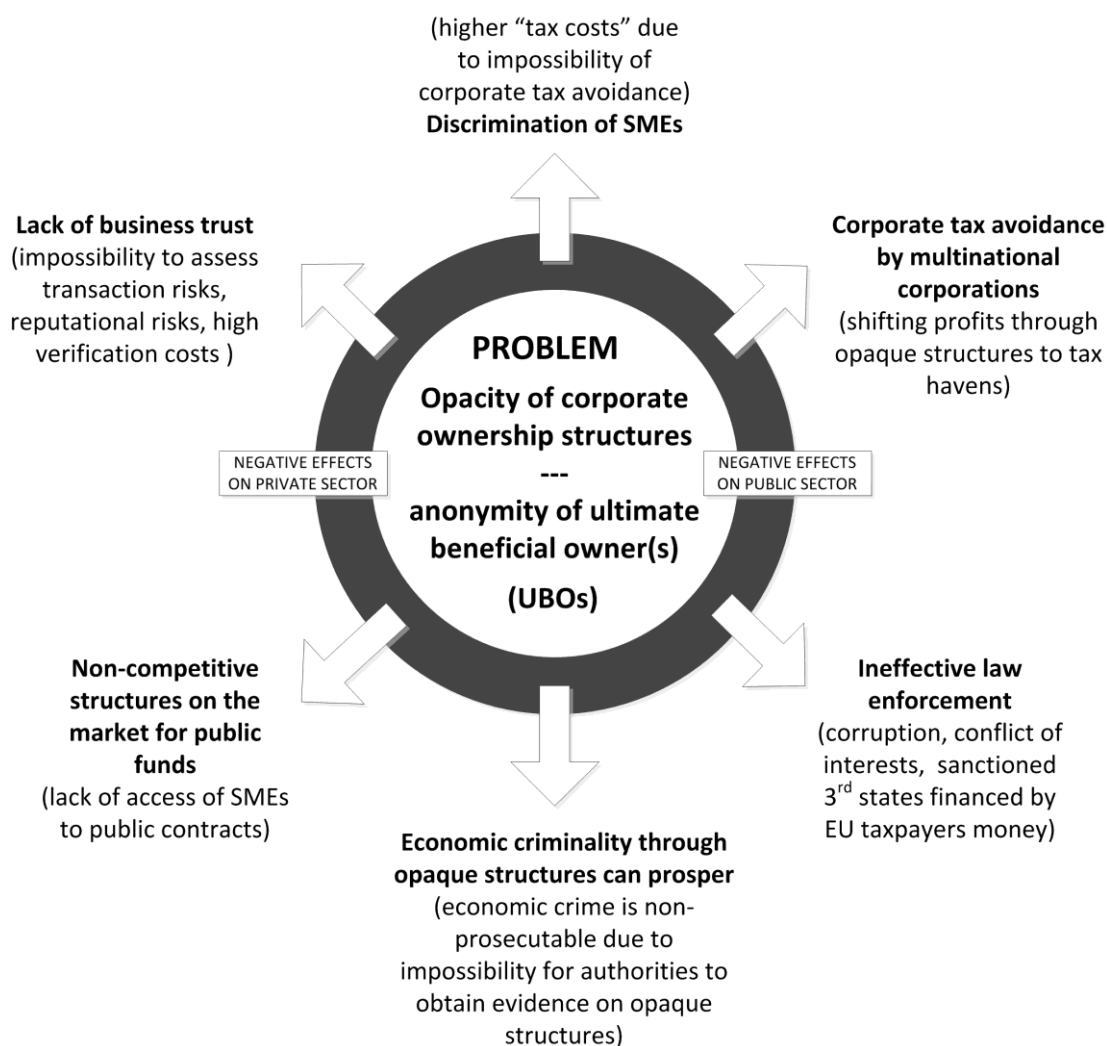 (higher “tax costs” due
to impossibility of
corporate tax avoidance)
Discrimination of SMEs
Lack of business trust
(impossibility to assess
transaction risks,
reputational risks, high
verification costs )
Corporate tax avoidance
by multinational
corporations
(shifting profits through
opaque structures to tax
havens)
PROBLEM
Opacity of corporate
ownership structures
---
anonymity of ultimate
beneficial owner(s)
(UBOs)
NEGATIVE EFFECTS
ON PRIVATE SECTOR
NEGATIVE EFFECTS
ON PUBLIC SECTOR
Non-competitive
structures on the
market for public
funds
(lack of access of SMEs
to public contracts)
Ineffective law
enforcement
(corruption, conflict of
interests, sanctioned
3rd states financed by
EU taxpayers money)
Economic criminality through
opaque structures can prosper
(economic crime is non-
prosecutable due to
impossibility for authorities to
obtain evidence on opaque
structures)